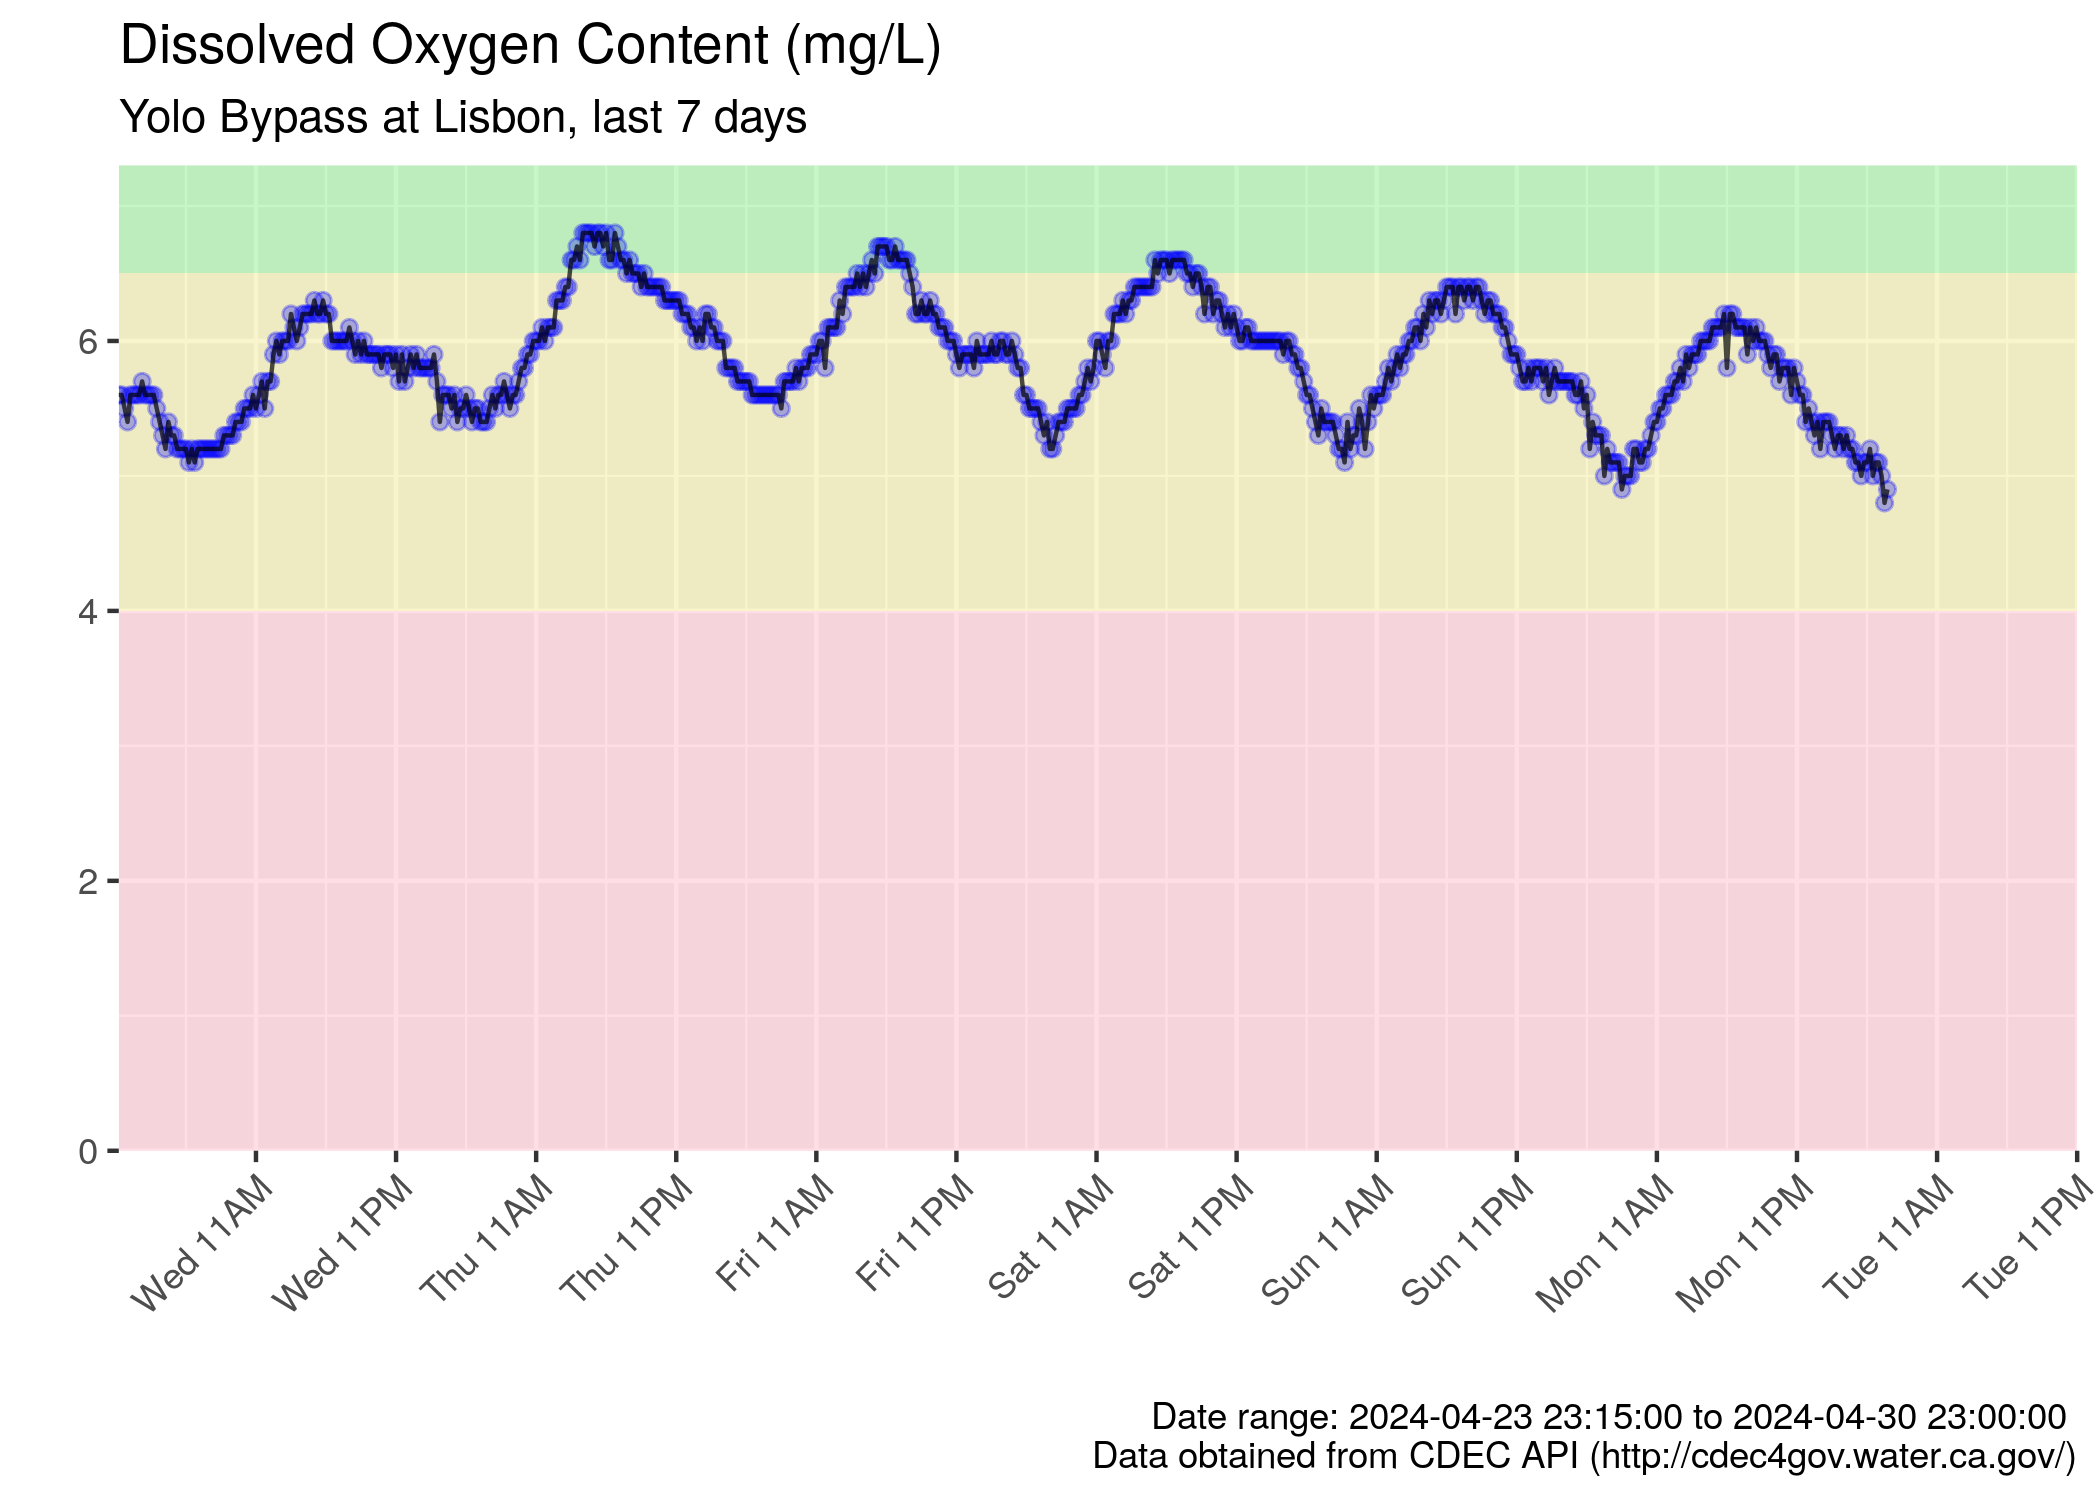 Dissolved Oxygen Content (mg/L)
Yolo Bypass at Lisbon, last 7 days
6
4
2
0
Wed 11AM
Wed 11PM
Thu 11AM
Thu 11PM
Fri 11AM
Fri 11PM
Sat 11AM
Sat 11PM
Sun 11AM
Sun 11PM
Mon 11AM
Mon 11PM
Tue 11AM
Tue 11PM
Date range: 2024-04-23 23:15:00 to 2024-04-30 23:00:00
Data obtained from CDEC API (http://cdec4gov.water.ca.gov/)